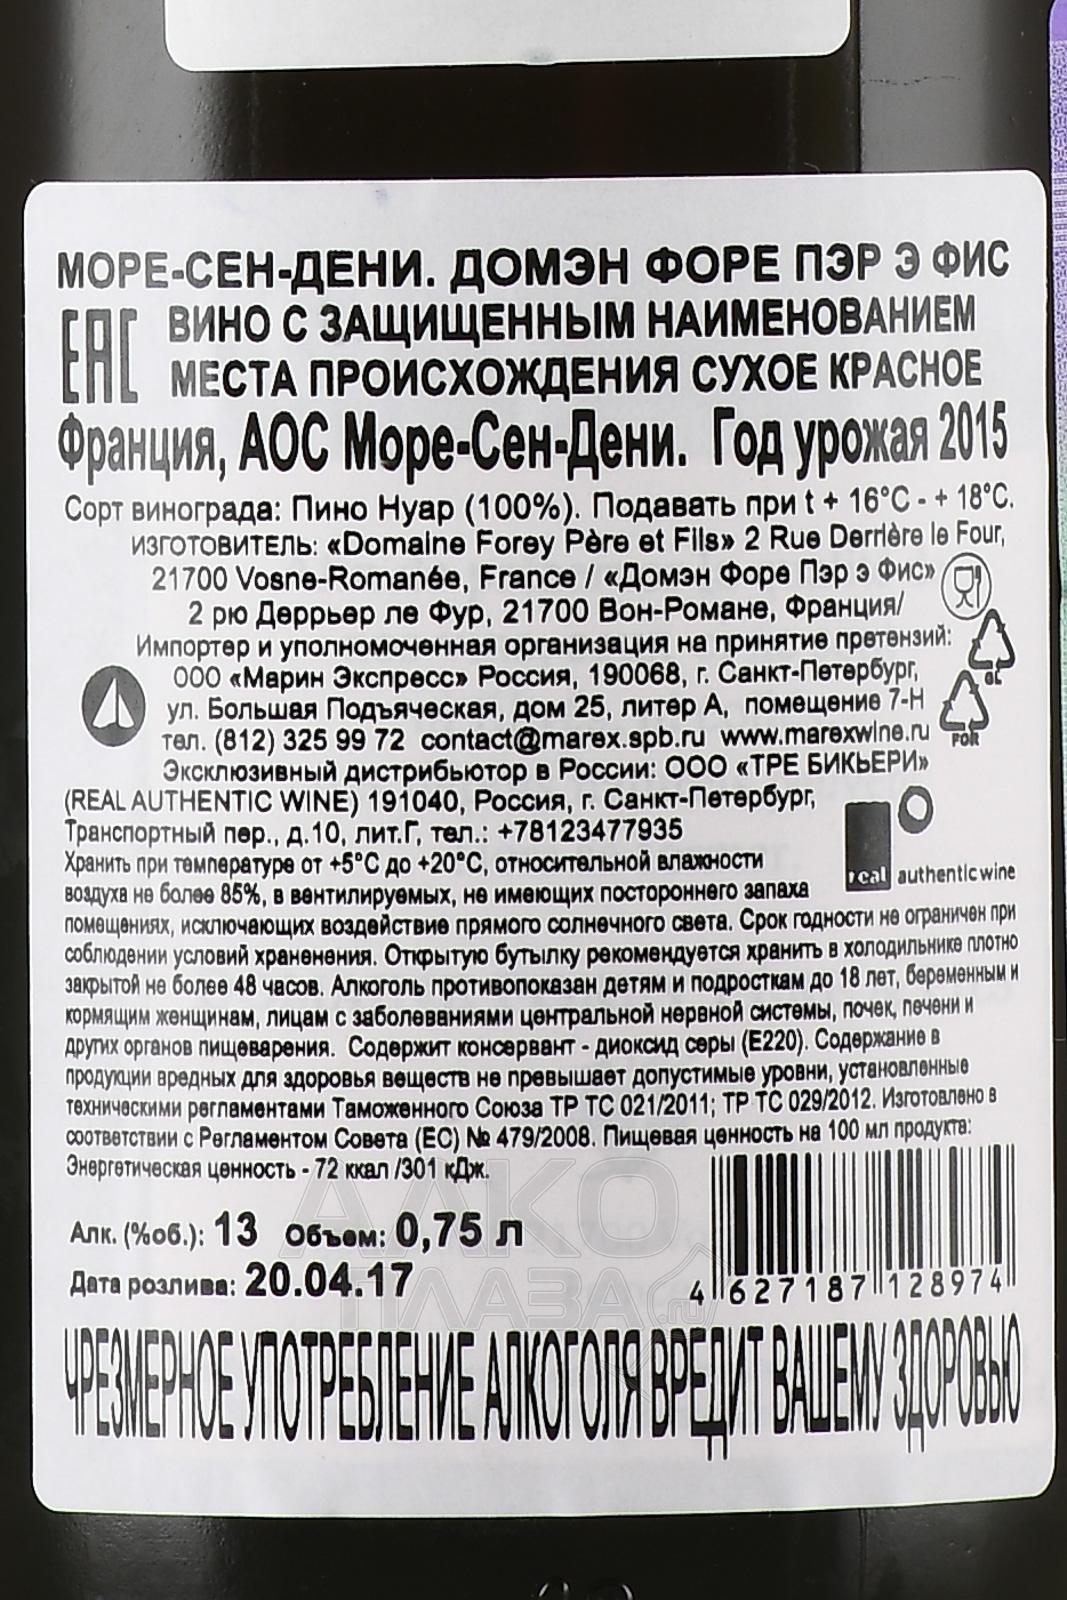 МОРЕ-СЕН-ДЕНИ. ДОМЭН ФОРЕ ПЭР Э ФИС
EAC ВИНО С ЗАЩИЩЕННЫМ НАИМЕНОВАНИЕМ
МЕСТА ПРОИСХОЖДЕНИЯ СУХОЕ КРАСНОЕ
Франция, АОС Море-Сен-Дени. Год урожая 2015
Сорт винограда: Пино Нуар (100%). Подавать при t + 16°C - + 18°C.
ИЗГОТОВИТЕЛЬ: «Domaine Forey Père et Fils» 2 Rue Derrière le Four,
21700 Vosne-Romanée, France / «Домэн Форе Пэр э Фис»
2 рю Деррьер ле Фур, 21700 Вон-Романе, Франция/
Импортер и уполномоченная организация на принятие претензий:
ООО «Марин Экспресс» Россия, 190068, г. Санкт-Петербург,
GL
ул. Большая Подъяческая, дом 25, литер А, помещение 7-Н
тел. (812) 325 99 72 contact@marex.spb.ru www.marexwine.ru
FOR
Эксклюзивный дистрибьютор в России: ООО «ТРЕ БИКЬЕРИ»
(REAL AUTHENTIC WINE) 191040, Россия, г. Санкт-Петербург,
Транспортный пер., д.10, лит.Г, тел.: +78123477935
real authentic wine
Хранить при температуре от +5°C до +20°C, относительной влажности
воздуха не более 85%, в вентилируемых, не имеющих постороннего запаха
помещениях, исключающих воздействие прямого солнечного света. Срок годности не ограничен при
соблюдении условий храненения. Открытую бутылку рекомендуется хранить в холодильнике плотно
закрытой не более 48 часов. Алкоголь противопоказан детям и подросткам до 18 лет, беременным и
кормящим женщинам, лицам с заболеваниями центральной нервной системы, почек, печени и
других органов пищеварения. Содержит консервант - диоксид серы (Е220). Содержание в
продукции вредных для здоровья веществ не превышает допустимые уровни, установленные
техническими регламентами Таможенного Союза ТР ТС 021/2011; ТР ТС 029/2012. Изготовлено в
соответствии с Регламентом Совета (ЕС) № 479/2008. Пищевая ценность на 100 мл продукта:
Энергетическая ценность - 72 ккал /301 кДж.
Алк. (%об.): 13 Объем: 0,75 л
Дата розлива: 20.04.17
4 627187 128974
АЛКО
ПЛАЗА.ru
ЧРЕЗМЕРНОЕ УПОТРЕБЛЕНИЕ АЛКОГОЛЯ ВРЕДИТ ВАШЕМУ ЗДОРОВЬЮ